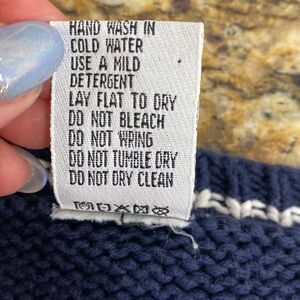 HAND WASH IN
COLD WATER
USE A MILD
DETERGENT
LAY FLAT TO DRY
DO NOT BLEACH
DO NOT WRING
DO NOT TUMBLE DRY
DO NOT DRY CLEAN